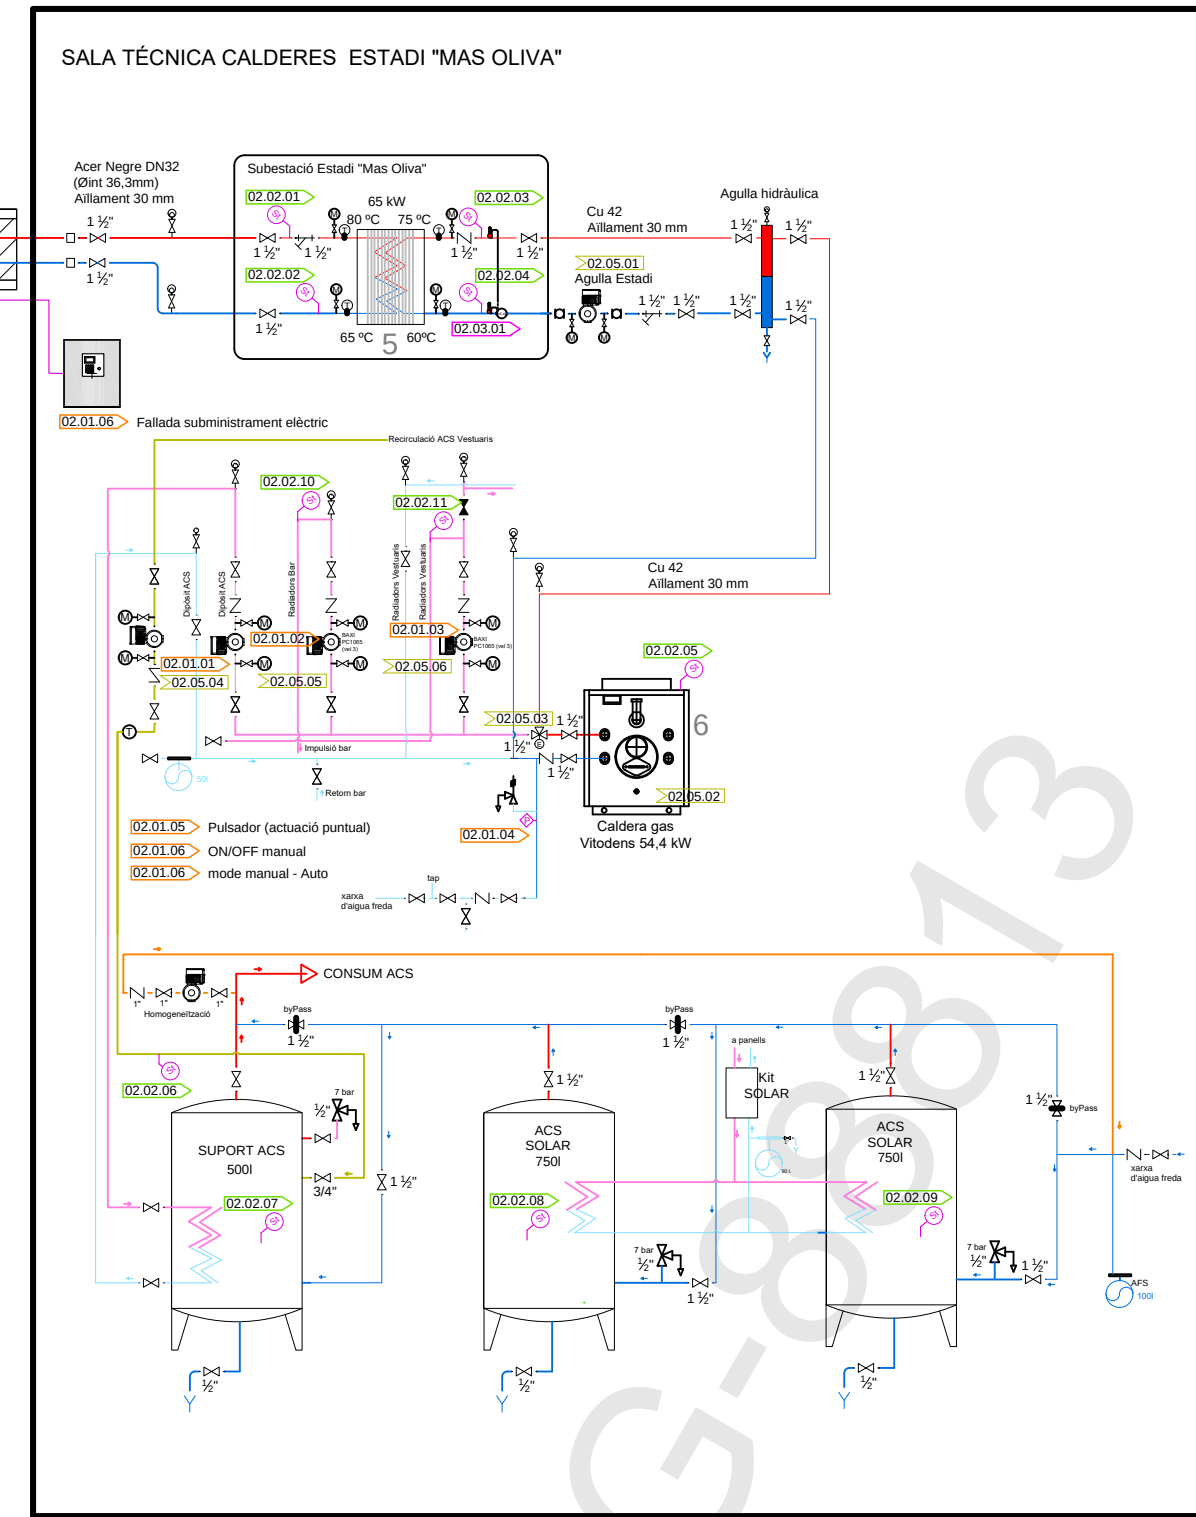 SALA TÉCNICA CALDERES ESTADI "MAS OLIVA"
Acer Negre DN32
(Øint 36,3mm)
Aïllament 30 mm
1 ½"
1 ½"
Subestació Estadi "Mas Oliva"
02.02.01
65 kW
02.02.03
80 ºC 75 ºC
1 ½" 1 ½"
1 ½"
1 ½"
02.02.02
02.02.04
1 ½"
65 ºC
5
60ºC
02.03.01
Cu 42
Aïllament 30 mm
02.05.01
Agulla Estadi
1 ½" 1 ½"
Agulla hidràulica
1 ½" 1 ½"
1 ½" 1 ½"
02.01.06 Fallada subministrament elèctric
Recirculació ACS Vestuaris
02.02.10
02.02.11
Dipòsit ACS
Dipòsit ACS
Radiadors Bar
Radiadors Vestuaris
Radiadors Vestuaris
Cu 42
Aïllament 30 mm
02.01.01
02.01.02
BAXI
PC1065
(vel 3)
02.01.03
BAXI
PC1065 (vel 3)
02.05.04
02.05.05
02.05.06
02.02.05
02.05.03
1 ½"
1 ½"
1 ½"
6
02.05.02
Caldera gas
Vitodens 54,4 kW
Impulsió bar
Retorn bar
50l
02.01.04
02.01.05 Pulsador (actuació puntual)
02.01.06 ON/OFF manual
02.01.06 mode manual - Auto
xarxa
d'aigua freda
tap
CONSUM ACS
1" 1" 1"
Homogeneïtzació
byPass
1 ½"
byPass
1 ½"
a panells
Kit
SOLAR
02.02.06
7 bar
½"
1 ½"
1 ½"
1 ½"
byPass
SUPORT ACS
500l
02.02.07
3/4"
1 ½"
ACS
SOLAR
750l
02.02.08
ACS
SOLAR
750l
02.02.09
xarxa
d'aigua freda
7 bar
½"
1 ½"
7 bar
½"
1 ½"
AFS
100l
½"
½"
½"
G-8813